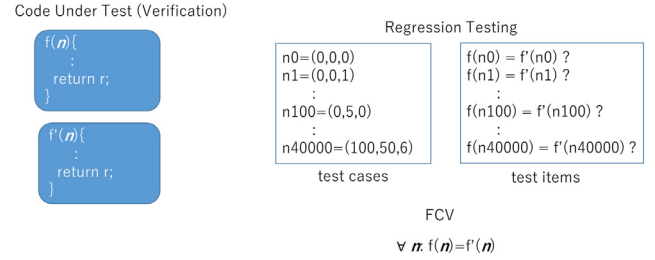 Code Under Test (Verification)
f(n){
:
return r;
}
f'(n){
:
return r;
}
Regression Testing
n0=(0,0,0)
n1=(0,0,1)
:
n100=(0,5,0)
:
n40000=(100,50,6)
test cases
f(n0) = f'(n0) ?
f(n1) = f'(n1) ?
:
f(n100) = f'(n100) ?
:
f(n40000) = f'(n40000) ?
test items
FCV
∀ n: f(n)=f'(n)